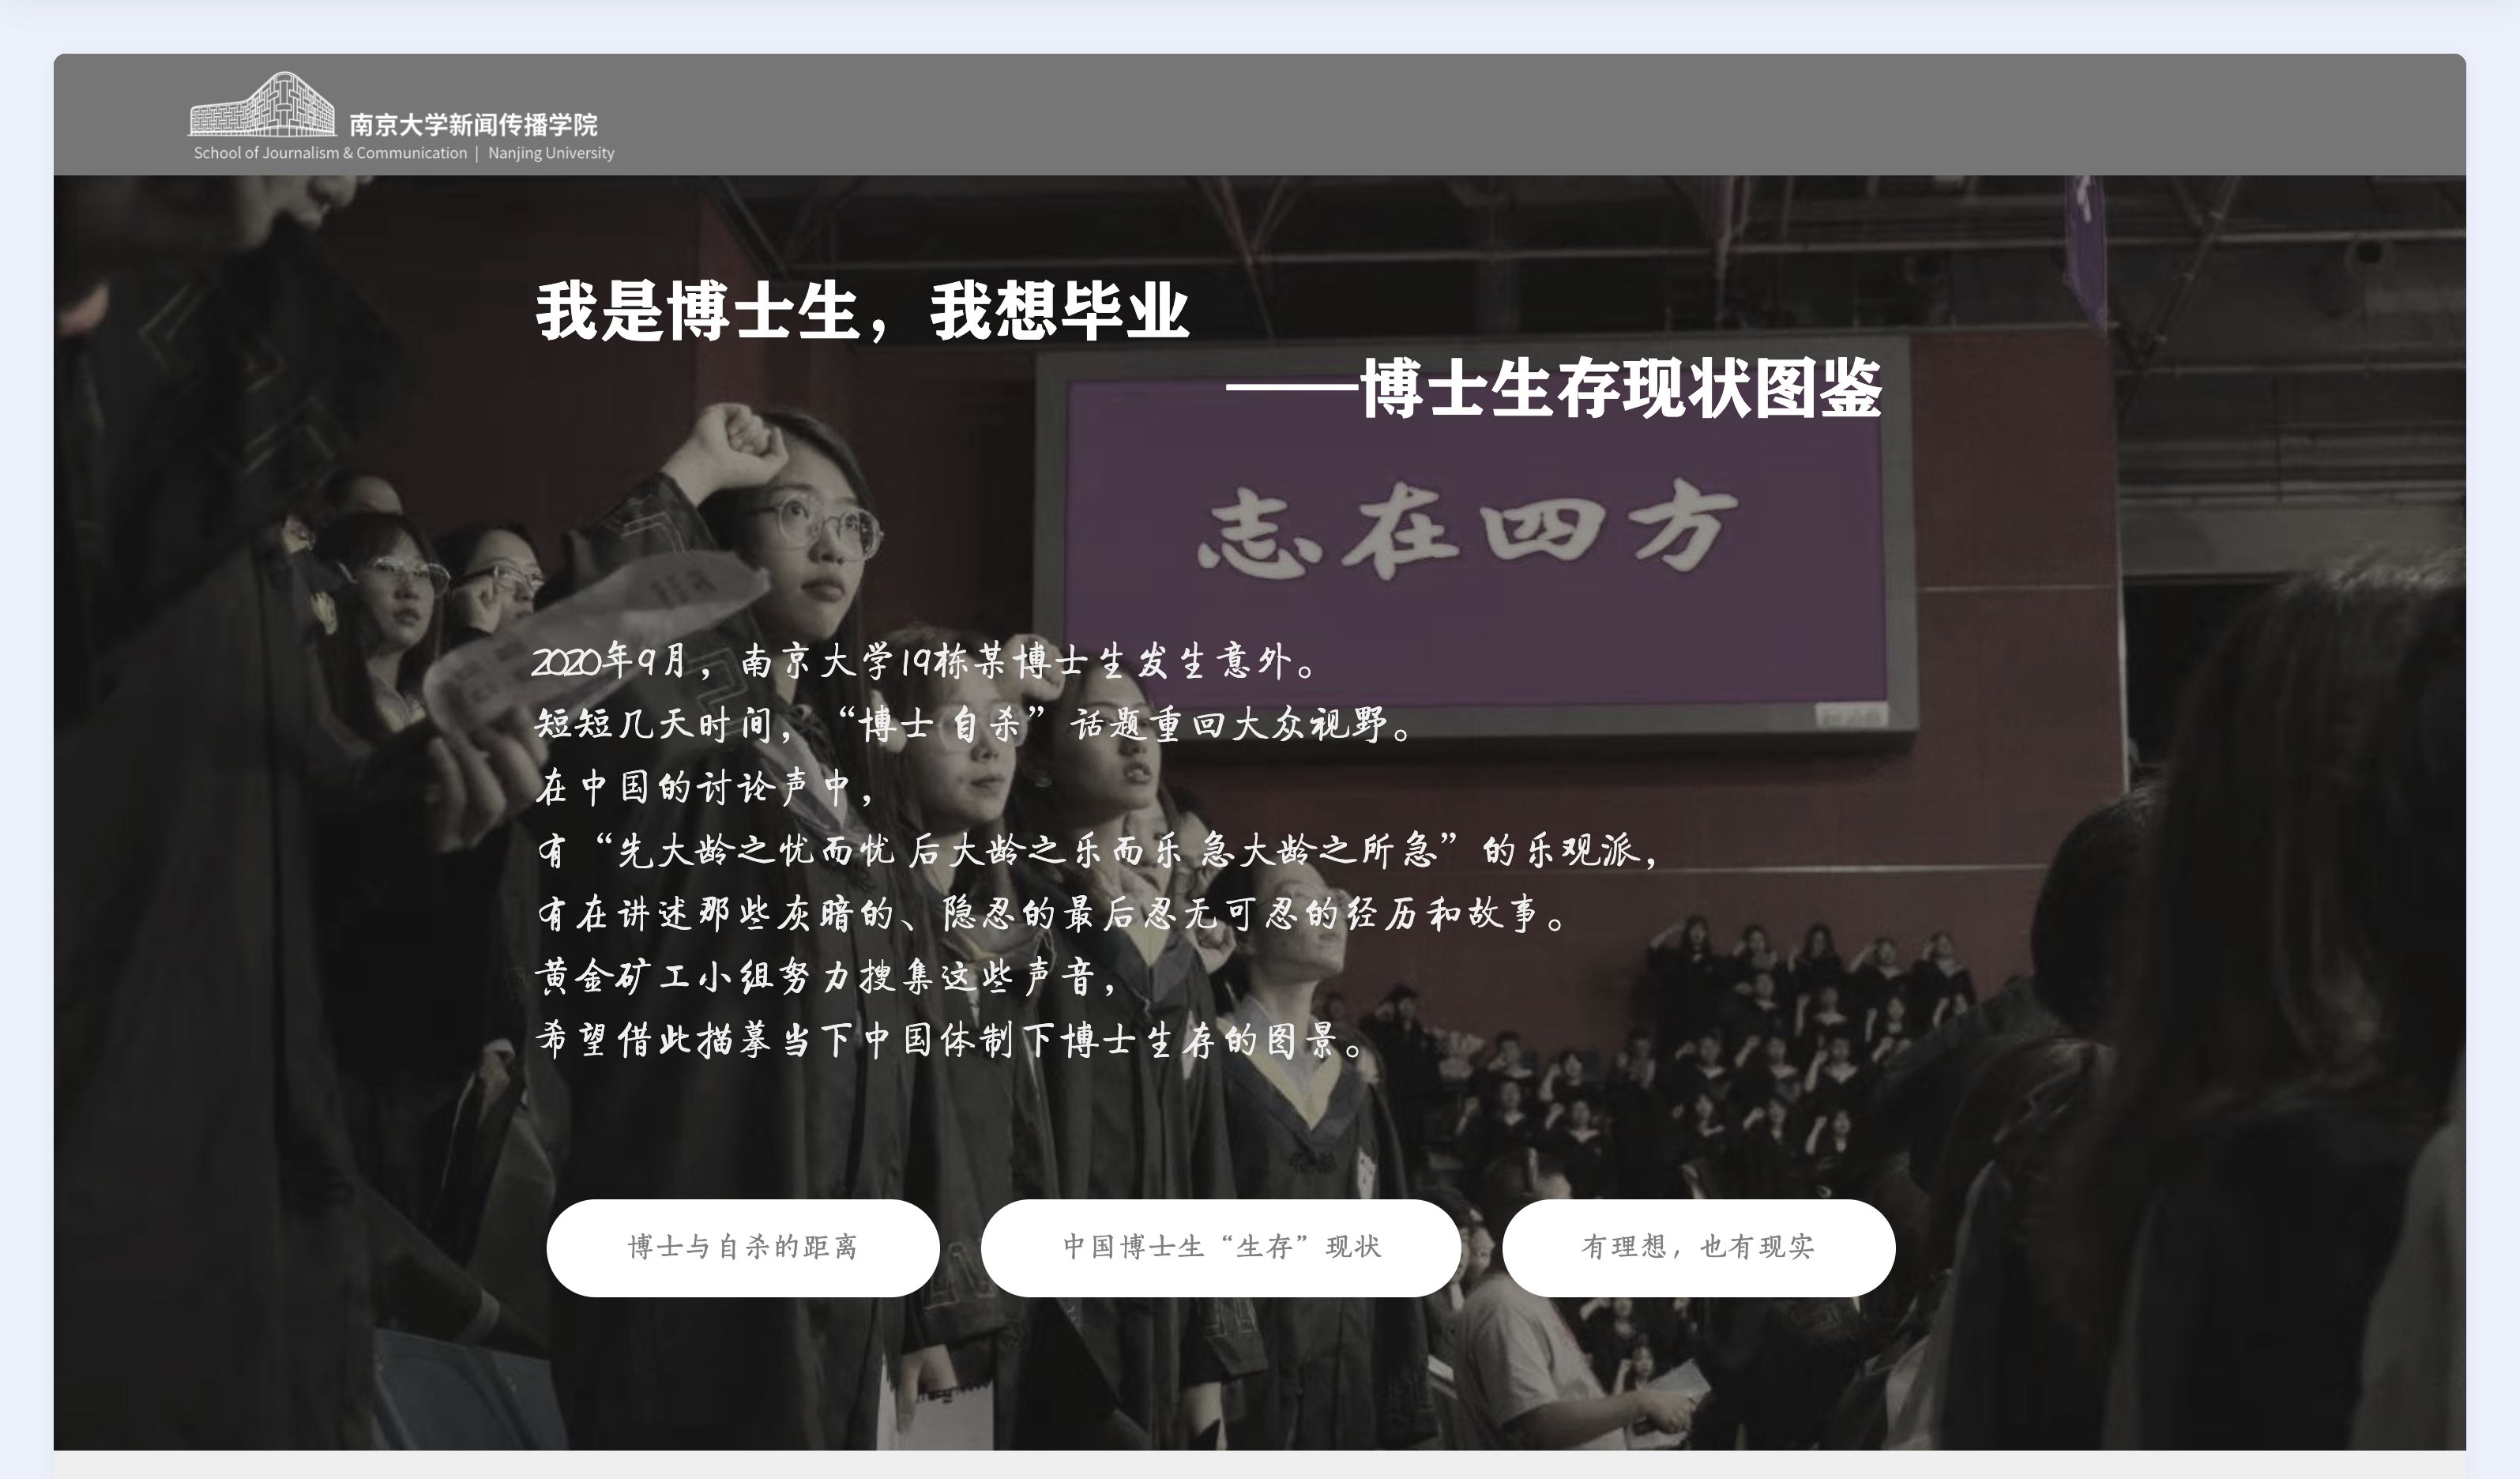 南京大学新闻传播学院
School of Journalism & Communication | Nanjing University
我是博士生，我想毕业
——博士生存现状图鉴
志在四方
2020年9月，南京大学19栋某博士生发生意外。
短短几天时间，“博士 自杀”话题重回大众视野。
在中国的讨论声中，
有“先大龄之忧而忧 后大龄之乐而乐 急大龄之所急”的乐观派，
有在讲述那些灰暗的、隐忍的最后忍无可忍的经历和故事。
黄金矿工小组努力搜集这些声音，
希望借此描摹当下中国体制下博士生存的图景。
博士与自杀的距离
中国博士生“生存”现状
有理想，也有现实